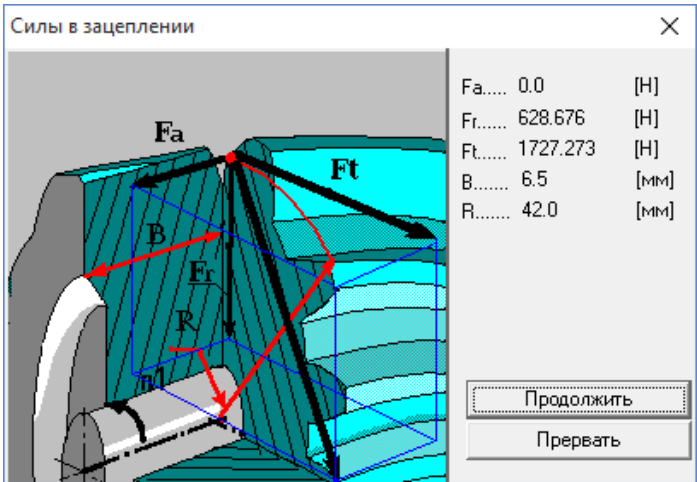 Силы в зацеплении
Fa
Ft
B
Fr
R
n1
Fa..... 0.0 [Н]
Fr...... 628.676 [Н]
Ft...... 1727.273 [Н]
B....... 6.5 [мм]
R....... 42.0 [мм]
Продолжить
Прервать